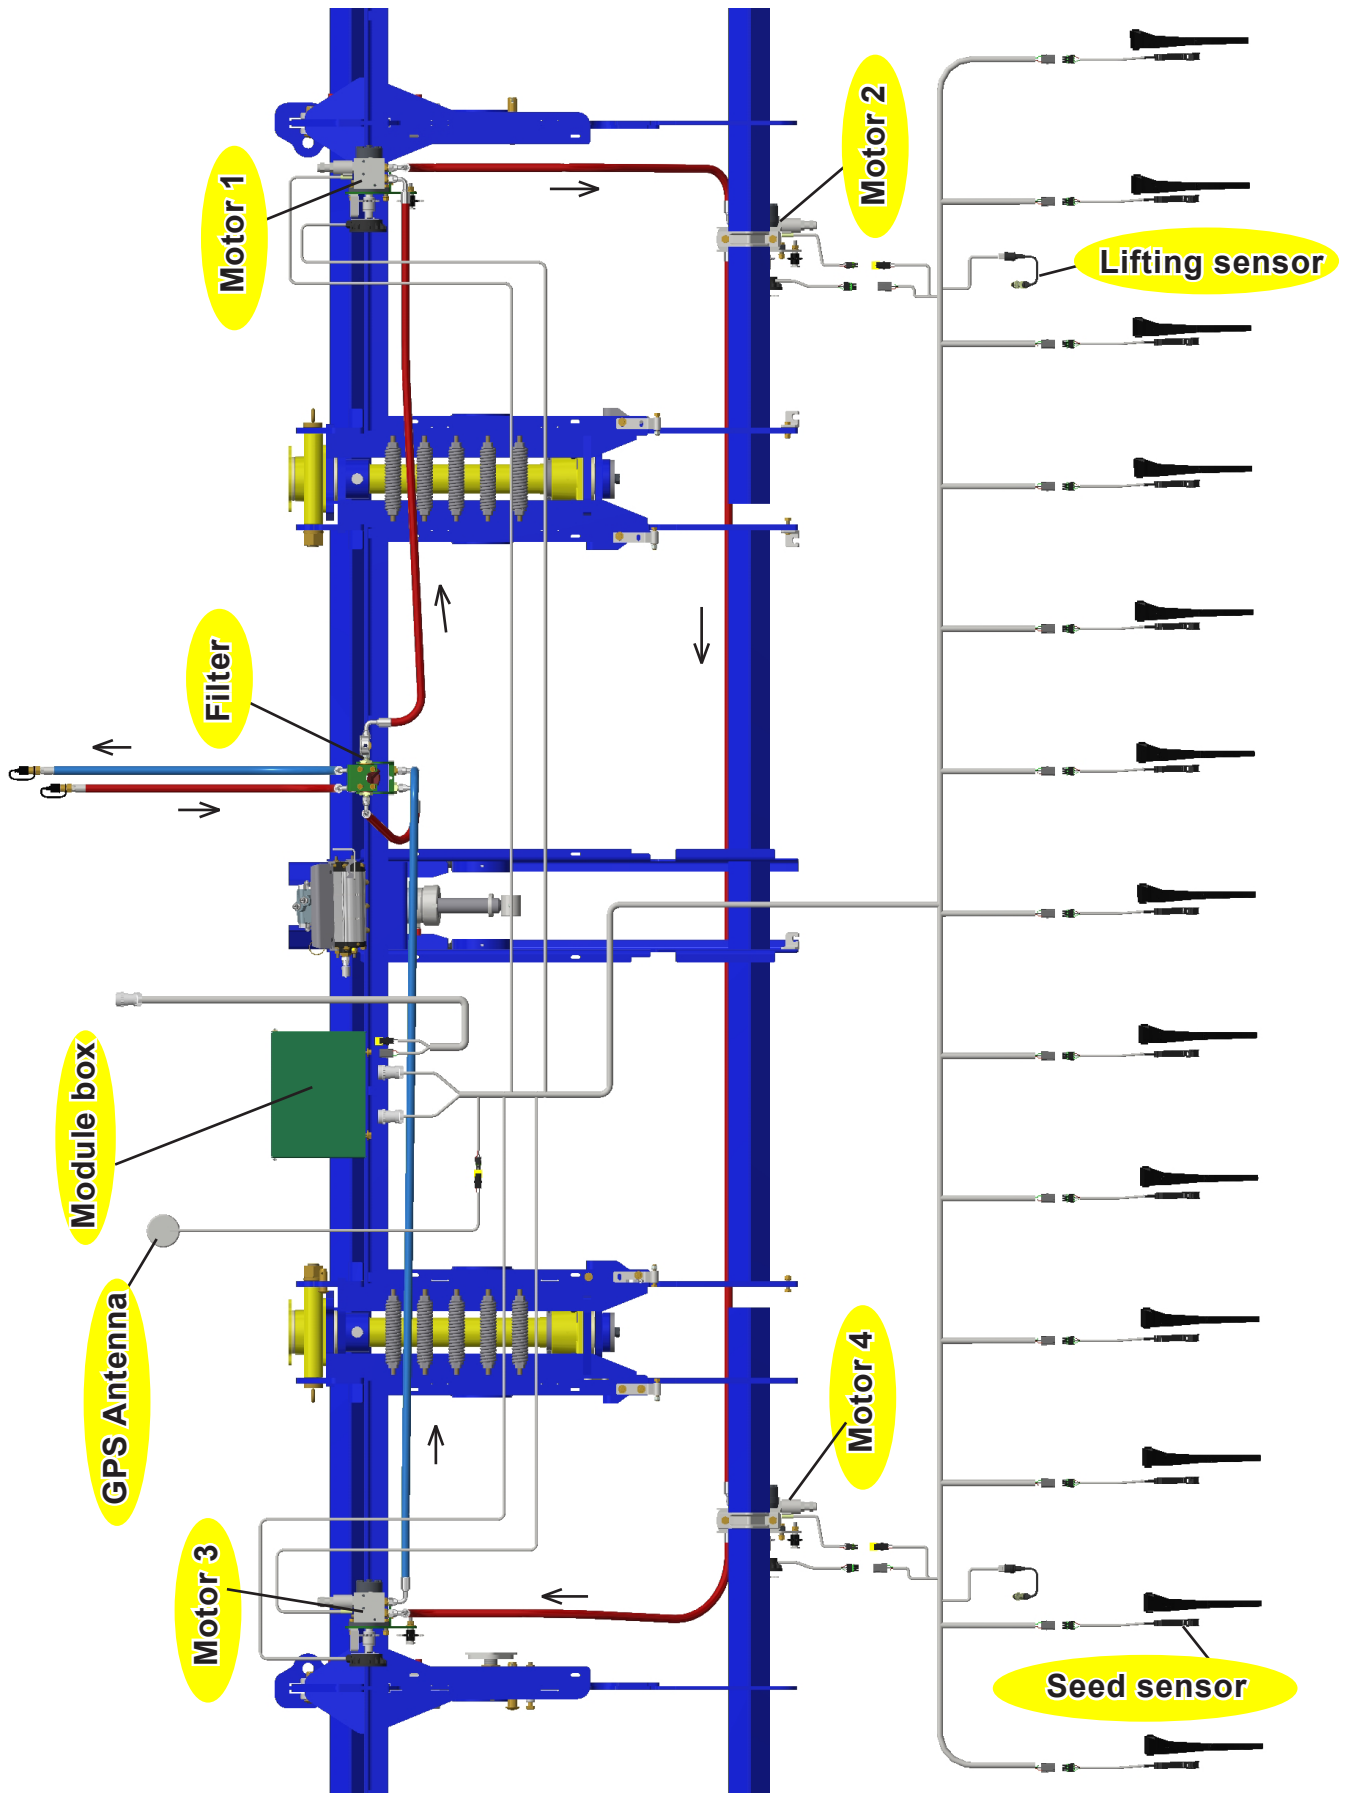 Motor 2
Motor 1
Lifting sensor
Filter
Module box
GPS Antenna
Motor 4
Motor 3
Seed sensor